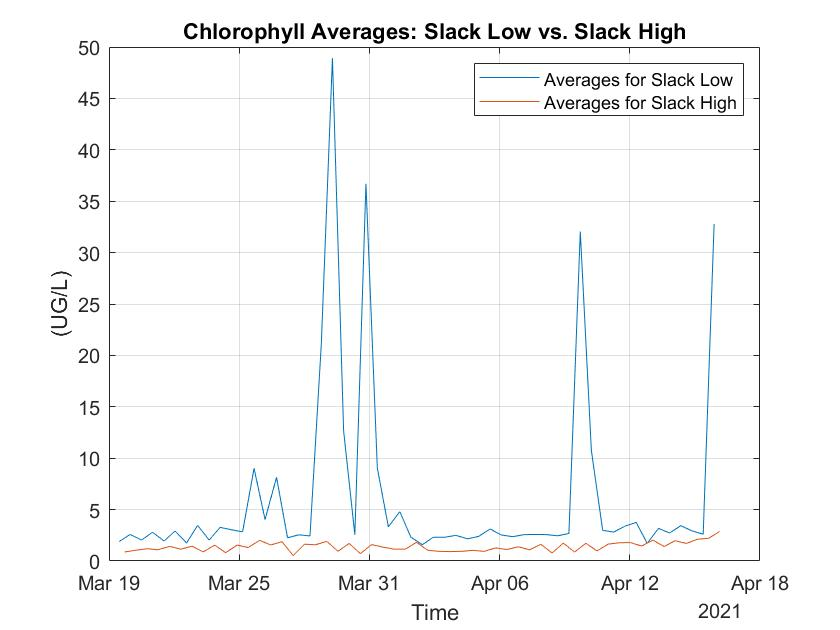 Chlorophyll Averages: Slack Low vs. Slack High
50
45
40
35
30
25
20
15
10
5
0
(UG/L)
Averages for Slack Low
Averages for Slack High
Mar 19 Mar 25 Mar 31 Apr 06 Apr 12 Apr 18
Time
2021